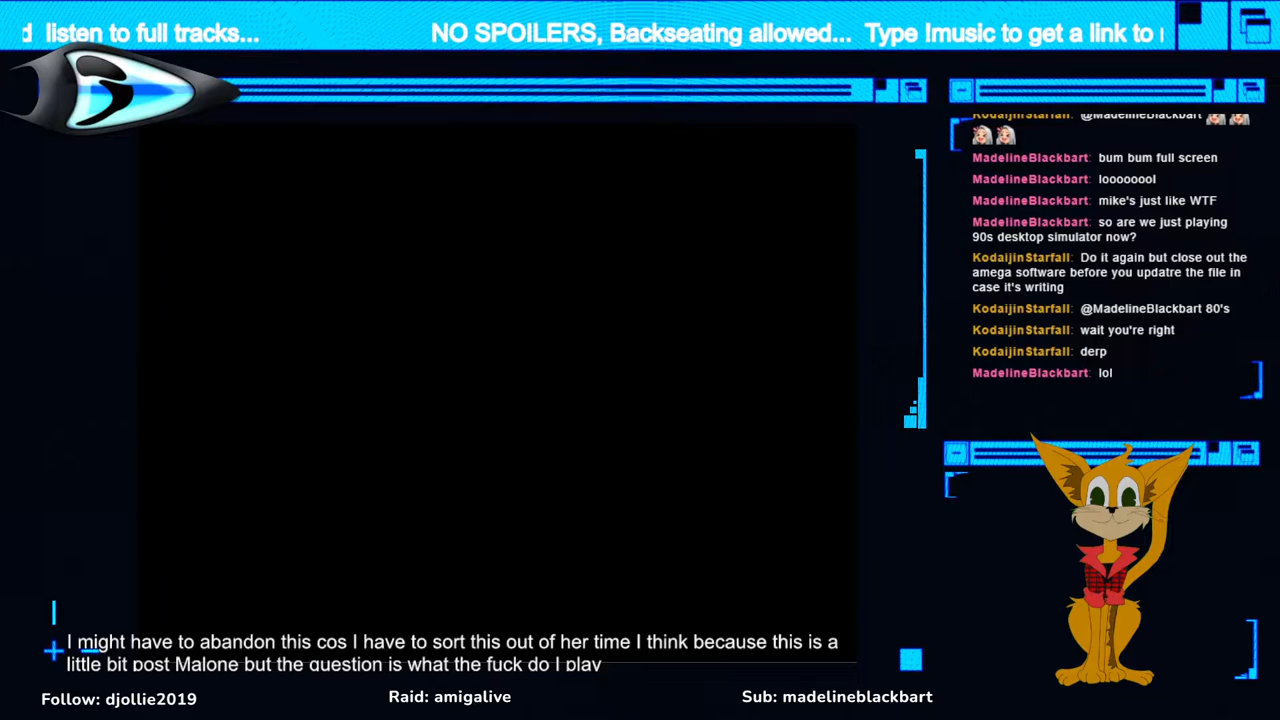 listen to full tracks... NO SPOILERS, Backseating allowed... Type !music to get a link to
KodaijinStarfall: @MadelineBlackbart
MadelineBlackbart: bum bum full screen
MadelineBlackbart: looooool
MadelineBlackbart: mike's just like WTF
MadelineBlackbart: so are we just playing
90s desktop simulator now?
KodaijinStarfall: Do it again but close out the
amega software before you updatre the file in
case it's writing
KodaijinStarfall: @MadelineBlackbart 80's
KodaijinStarfall: wait you're right
KodaijinStarfall: derp
MadelineBlackbart: lol
I might have to abandon this cos I have to sort this out of her time I think because this is a
little bit post Malone but the question is what the fuck do I play
Follow: djollie2019 Raid: amigalive Sub: madelineblackbart